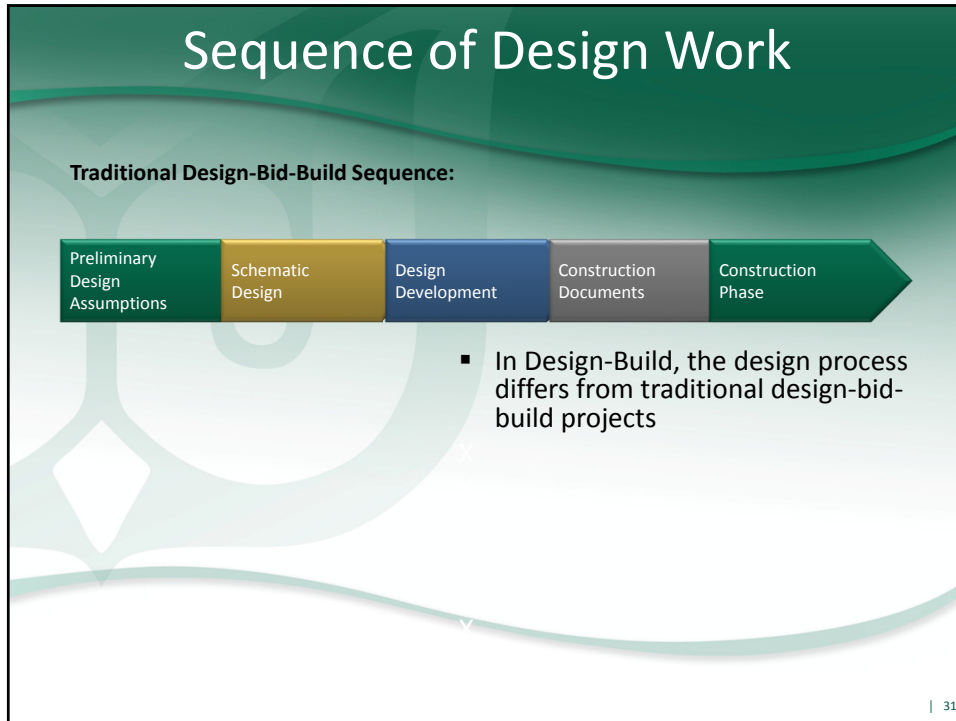 Sequence of Design Work
Traditional Design-Bid-Build Sequence:
Preliminary
Design
Assumptions
Schematic
Design
Design
Development
Construction
Documents
Construction
Phase
▪ In Design-Build, the design process
differs from traditional design-bid-
build projects
X
X
| 31